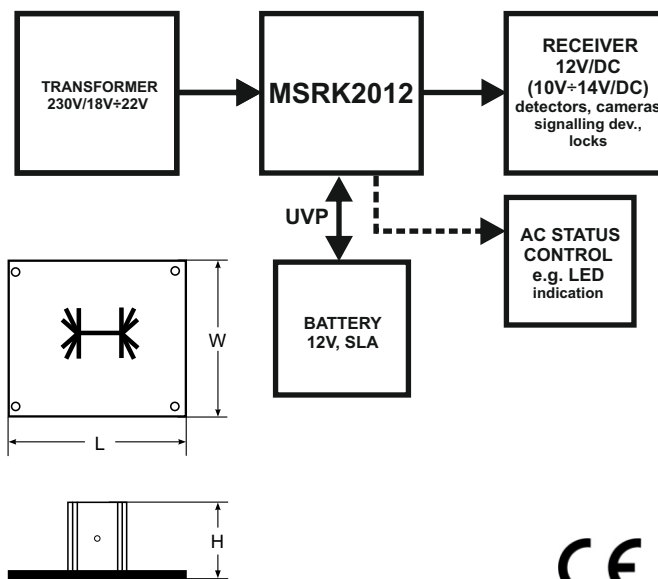 TRANSFORMER
230V/18V÷22V
MSRK2012
RECEIVER
12V/DC
(10V÷14V/DC)
detectors, cameras
signalling dev.,
locks
UVP
BATTERY
12V, SLA
AC STATUS
CONTROL
e.g. LED
indication
W
L
H
CE